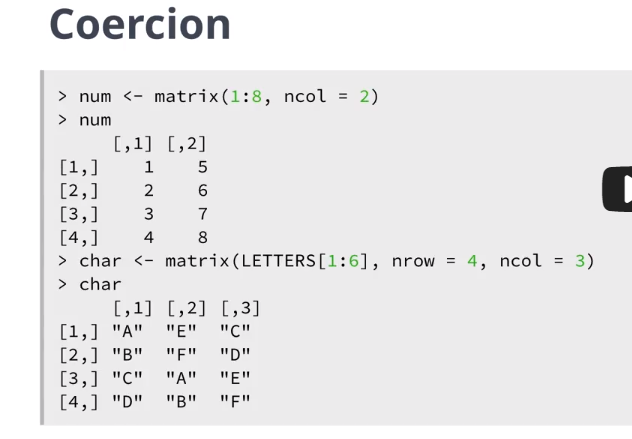 Coercion
> num <- matrix(1:8, ncol = 2)
> num
     [,1] [,2]
[1,]    1    5
[2,]    2    6
[3,]    3    7
[4,]    4    8
> char <- matrix(LETTERS[1:6], nrow = 4, ncol = 3)
> char
     [,1] [,2] [,3]
[1,] "A"  "E"  "C"
[2,] "B"  "F"  "D"
[3,] "C"  "A"  "E"
[4,] "D"  "B"  "F"